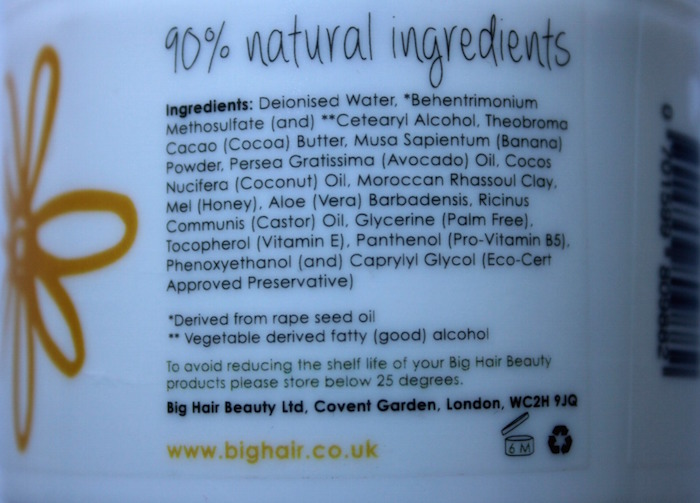 90% natural ingredients
Ingredients: Deionised Water, *Behentrimonium
Methosulfate (and) **Cetearyl Alcohol, Theobroma
Cacao (Cocoa) Butter, Musa Sapientum (Banana)
Powder, Persea Gratissima (Avocado) Oil, Cocos
Nucifera (Coconut) Oil, Moroccan Rhassoul Clay,
Mel (Honey), Aloe (Vera) Barbadensis, Ricinus
Communis (Castor) Oil, Glycerine (Palm Free),
Tocopherol (Vitamin E), Panthenol (Pro-Vitamin B5),
Phenoxyethanol (and) Caprylyl Glycol (Eco-Cert
Approved Preservative)
*Derived from rape seed oil
** Vegetable derived fatty (good) alcohol
To avoid reducing the shelf life of your Big Hair Beauty
products please store below 25 degrees.
Big Hair Beauty Ltd, Covent Garden, London, WC2H 9JQ
6 M
www.bighair.co.uk